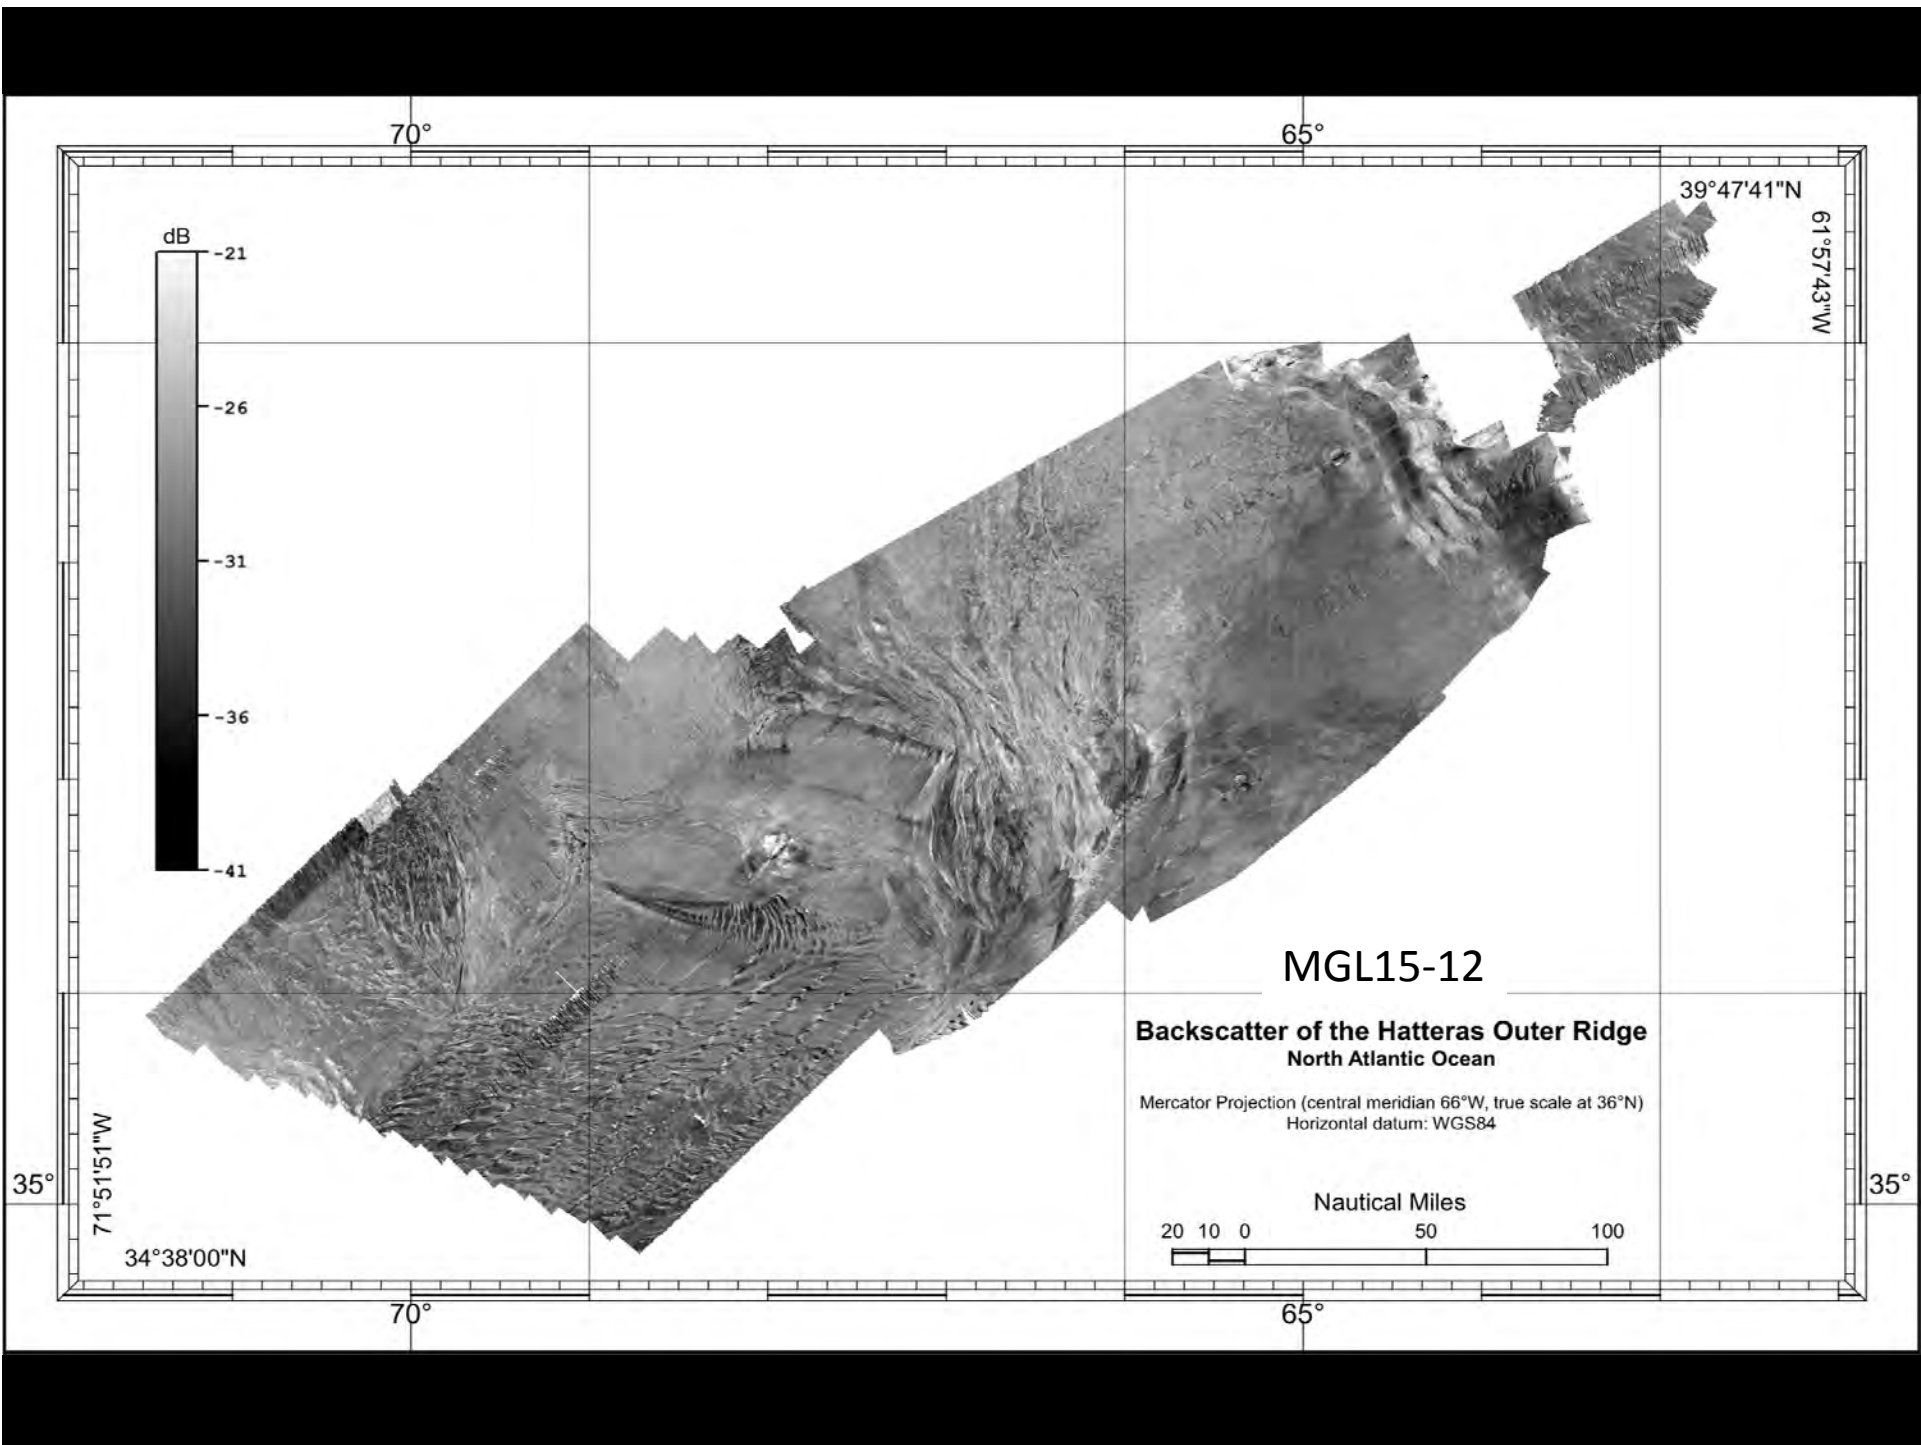 70° 65°
39°47'41"N
61°57'43"W
dB
-21
-26
-31
-36
-41
MGL15-12
Backscatter of the Hatteras Outer Ridge
North Atlantic Ocean
Mercator Projection (central meridian 66°W, true scale at 36°N)
Horizontal datum: WGS84
71°51'51"W
35° 35°
Nautical Miles
20 10 0 50 100
34°38'00"N
70° 65°